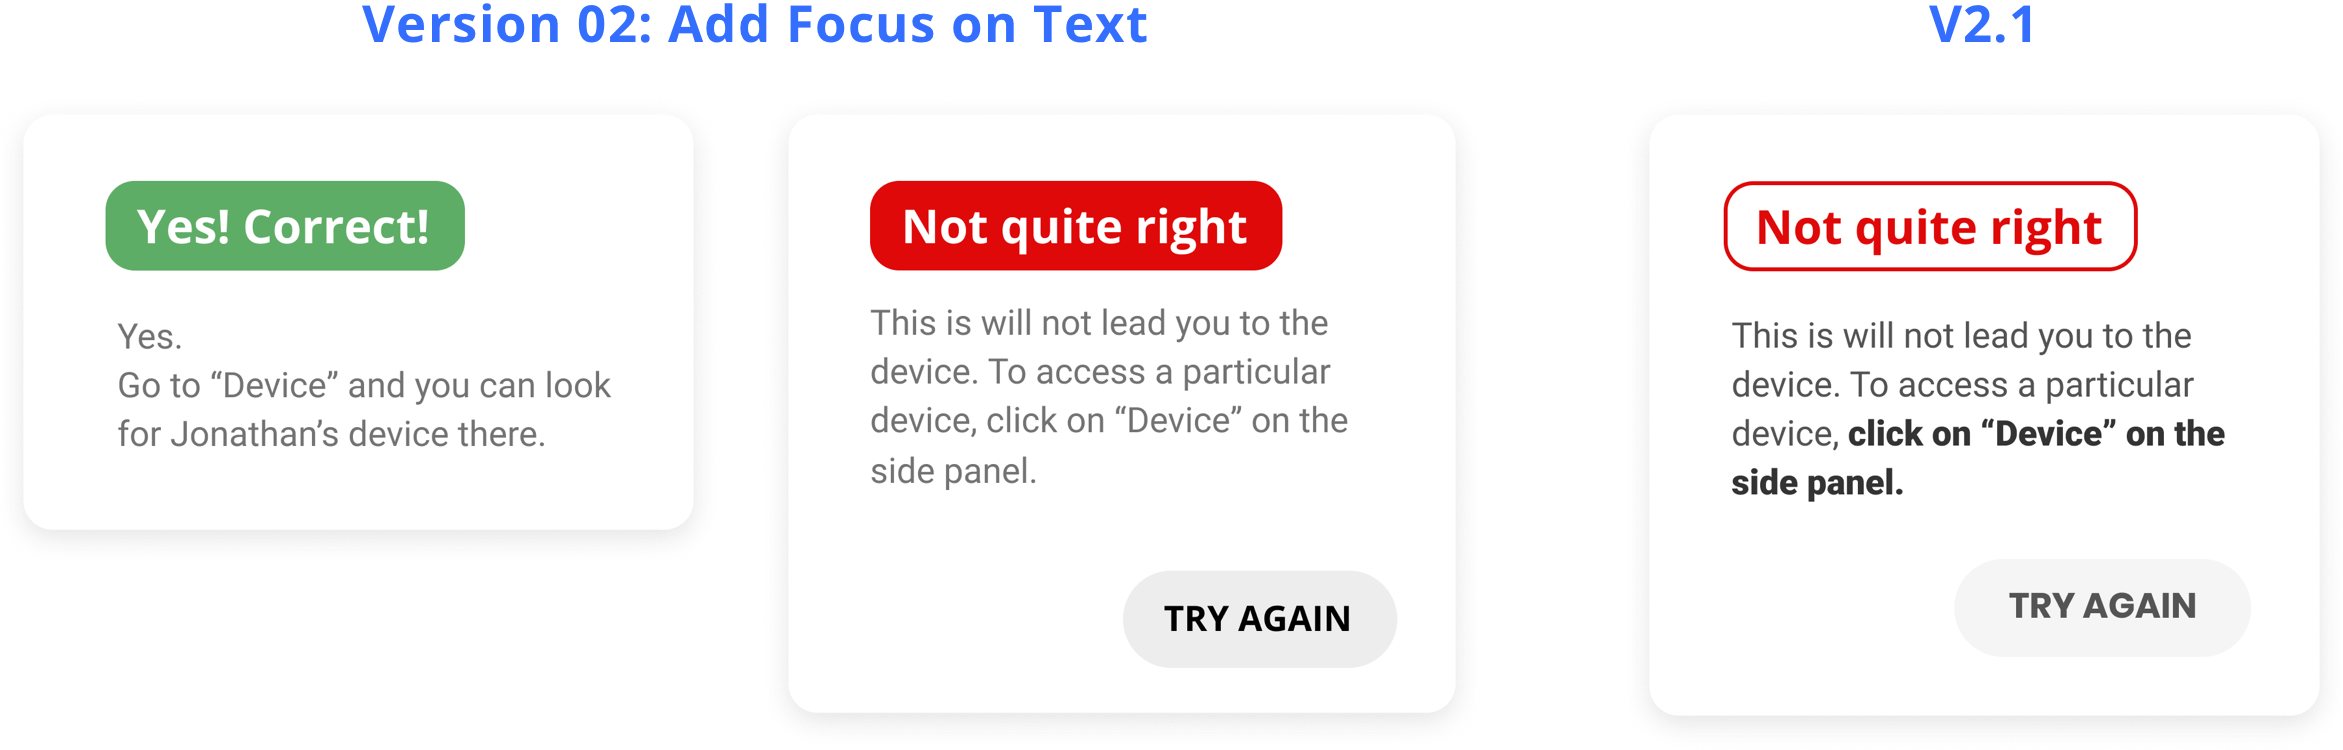 Version 02: Add Focus on Text
Yes! Correct!
Yes.
Go to “Device” and you can look
for Jonathan’s device there.
Not quite right
This is will not lead you to the
device. To access a particular
device, click on “Device” on the
side panel.
TRY AGAIN
V2.1
Not quite right
This is will not lead you to the
device. To access a particular
device, click on “Device” on the
side panel.
TRY AGAIN